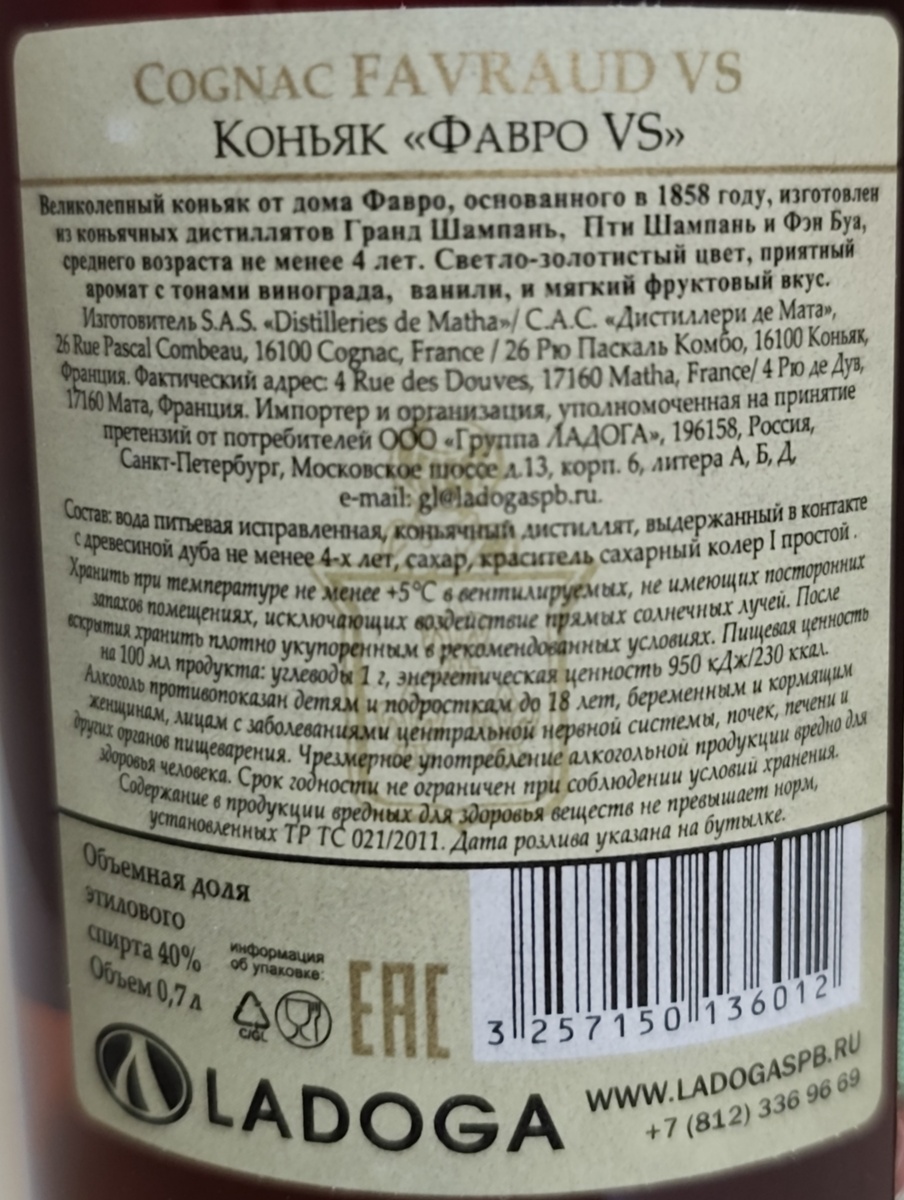 COGNAC FAVRAUD VS
КОНЬЯК «ФАВРО VS»
Великолепный коньяк от дома Фавро, основанного в 1858 году, изготовлен
из коньячных дистиллятов Гранд Шампань, Пти Шампань и Фэн Буа,
среднего возраста не менее 4 лет. Светло-золотистый цвет, приятный
аромат с тонами винограда, ванили, и мягкий фруктовый вкус.
Изготовитель S.A.S. «Distilleries de Matha»/ С.А.С. «Дистиллери де Мата»,
26 Rue Pascal Combeau, 16100 Cognac, France / 26 Рю Паскаль Комбо, 16100 Коньяк,
Франция. Фактический адрес: 4 Rue des Douves, 17160 Matha, France/ 4 Рю де Дув,
17160 Мата, Франция. Импортер и организация, уполномоченная на принятие
претензий от потребителей ООО «Группа ЛАДОГА», 196158, Россия,
Санкт-Петербург, Московское шоссе д.13, корп. 6, литера А, Б, Д,
e-mail: gl@ladogaspb.ru.
Состав: вода питьевая исправленная, коньячный дистиллят, выдержанный в контакте
с древесиной дуба не менее 4-х лет, сахар, краситель сахарный колер I простой.
Хранить при температуре не менее +5°С в вентилируемых, не имеющих посторонних
запахов помещениях, исключающих воздействие прямых солнечных лучей. После
вскрытия хранить плотно укупоренным в рекомендованных условиях. Пищевая ценность
на 100 мл продукта: углеводы 1 г, энергетическая ценность 950 кДж/230 ккал.
Алкоголь противопоказан детям и подросткам до 18 лет, беременным и кормящим
женщинам, лицам с заболеваниями центральной нервной системы, почек, печени и
других органов пищеварения. Чрезмерное употребление алкогольной продукции вредно для
здоровья человека. Срок годности не ограничен при соблюдении условий хранения.
Содержание в продукции вредных для здоровья веществ не превышает норм,
установленных ТР ТС 021/2011. Дата розлива указана на бутылке.
Объемная доля
этилового
спирта 40%
Объем 0,7 л
информация
об упаковке:
C/GL
EAC
3 257150 136012
LADOGA
WWW.LADOGASPB.RU
+7 (812) 336 96 69